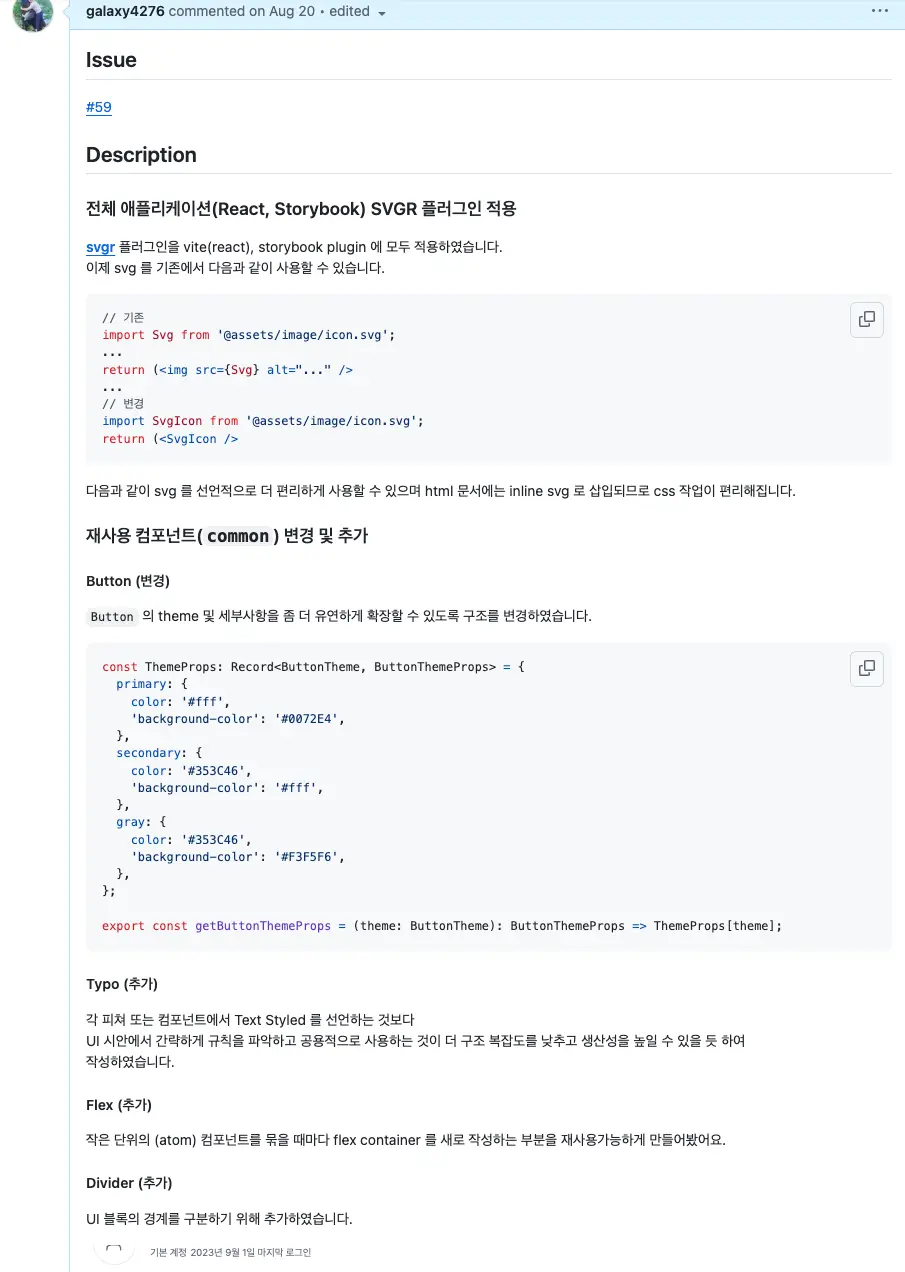 galaxy4276 commented on Aug 20 • edited
Issue
#59
Description
전체 애플리케이션(React, Storybook) SVGR 플러그인 적용
svgr 플러그인을 vite(react), storybook plugin 에 모두 적용하였습니다.
이제 svg 를 기존에서 다음과 같이 사용할 수 있습니다.
// 기존
import Svg from '@assets/image/icon.svg';
...
return (<img src={Svg} alt="..." />
...
// 변경
import SvgIcon from '@assets/image/icon.svg';
return (<SvgIcon />
다음과 같이 svg 를 선언적으로 더 편리하게 사용할 수 있으며 html 문서에는 inline svg 로 삽입되므로 css 작업이 편리해집니다.
재사용 컴포넌트( common ) 변경 및 추가
Button (변경)
Button 의 theme 및 세부사항을 좀 더 유연하게 확장할 수 있도록 구조를 변경하였습니다.
const ThemeProps: Record<ButtonTheme, ButtonThemeProps> = {
  primary: {
    color: '#fff',
    'background-color': '#0072E4',
  },
  secondary: {
    color: '#353C46',
    'background-color': '#fff',
  },
  gray: {
    color: '#353C46',
    'background-color': '#F3F5F6',
  },
};
export const getButtonThemeProps = (theme: ButtonTheme): ButtonThemeProps => ThemeProps[theme];
Typo (추가)
각 피쳐 또는 컴포넌트에서 Text Styled 를 선언하는 것보다
UI 시안에서 간략하게 규칙을 파악하고 공용적으로 사용하는 것이 더 구조 복잡도를 낮추고 생산성을 높일 수 있을 듯 하여
작성하였습니다.
Flex (추가)
작은 단위의 (atom) 컴포넌트를 묶을 때마다 flex container 를 새로 작성하는 부분을 재사용가능하게 만들어봤어요.
Divider (추가)
UI 블록의 경계를 구분하기 위해 추가하였습니다.
기본 계정 2023년 9월 1일 마지막 로그인